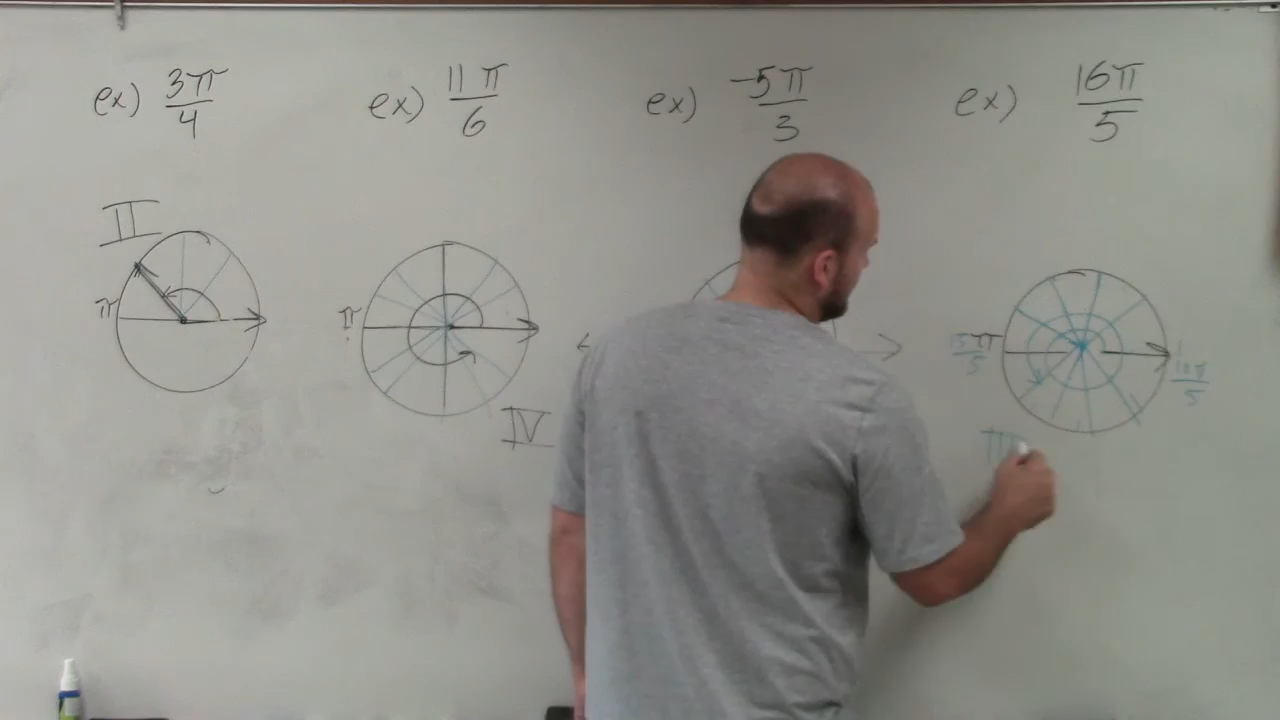 ex) 3π/4
ex) 11π/6
ex) -5π/3
ex) 16π/5
II
π
π
IV
15π/5
10π/5
III